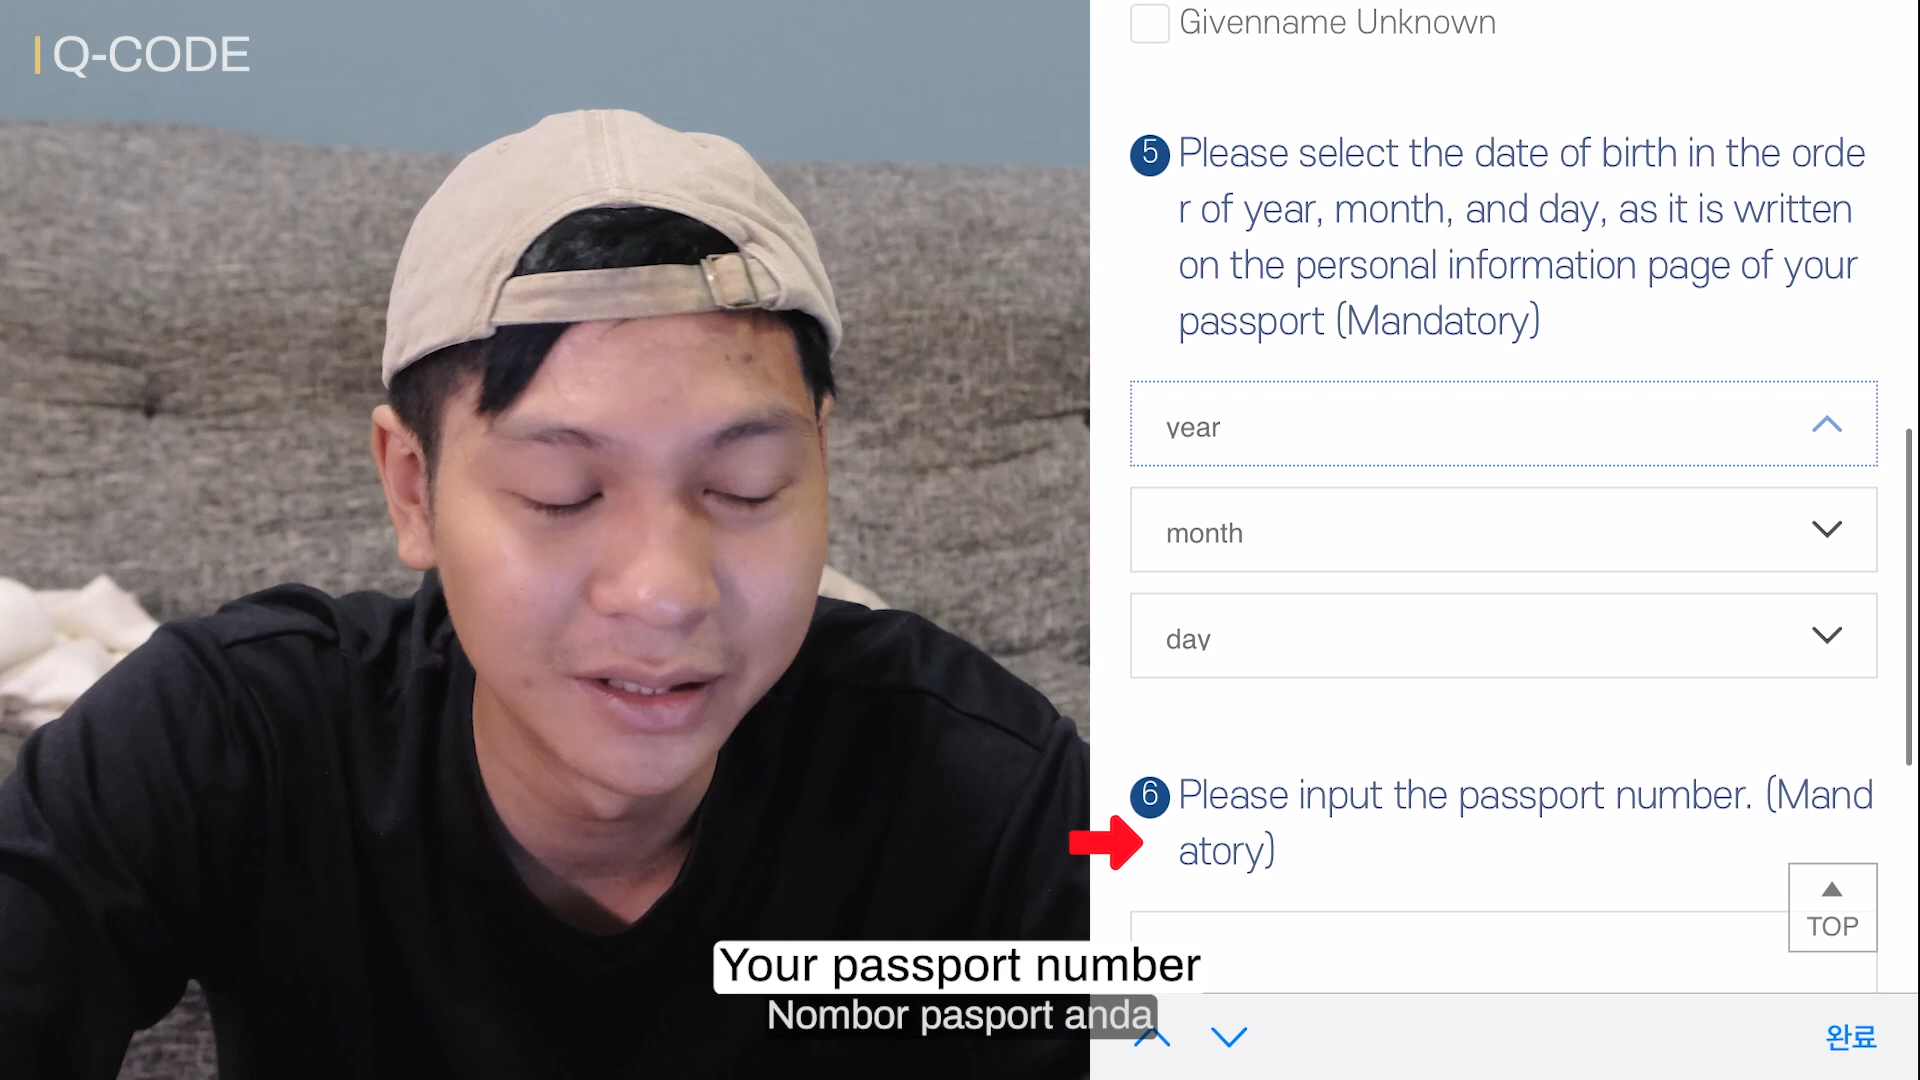 Q-CODE
Givenname Unknown
5 Please select the date of birth in the orde
r of year, month, and day, as it is written
on the personal information page of your
passport (Mandatory)
year
month
day
6 Please input the passport number. (Mand
atory)
TOP
Your passport number
Nombor pasport anda
완료